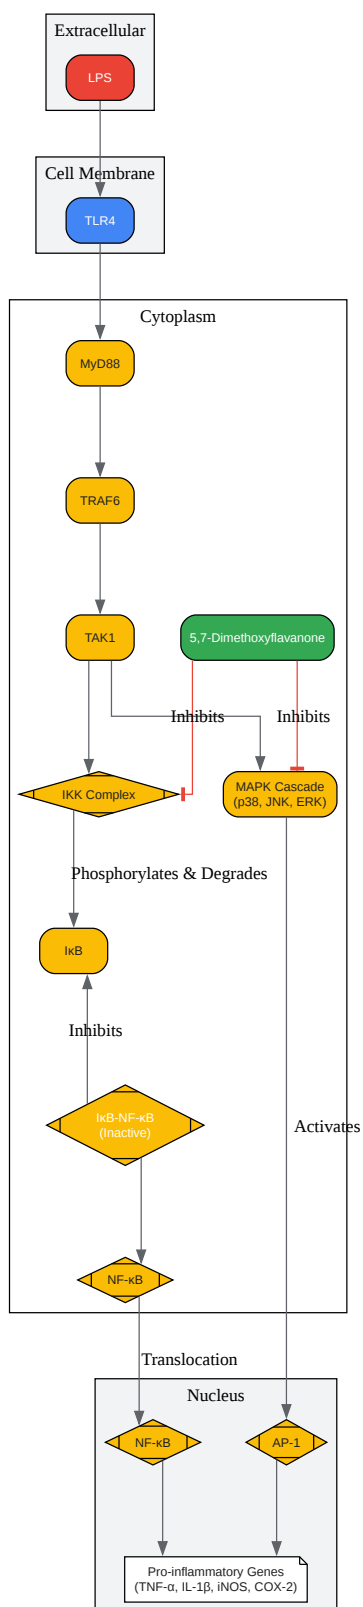 Extracellular
LPS
Cell Membrane
TLR4
Cytoplasm
MyD88
TRAF6
TAK1
5,7-Dimethoxyflavanone
Inhibits
Inhibits
IKK Complex
MAPK Cascade
(p38, JNK, ERK)
Phosphorylates & Degrades
IκB
Inhibits
IκB-NF-κB
(Inactive)
Activates
NF-κB
Translocation
Nucleus
NF-κB
AP-1
Pro-inflammatory Genes
(TNF-α, IL-1β, iNOS, COX-2)